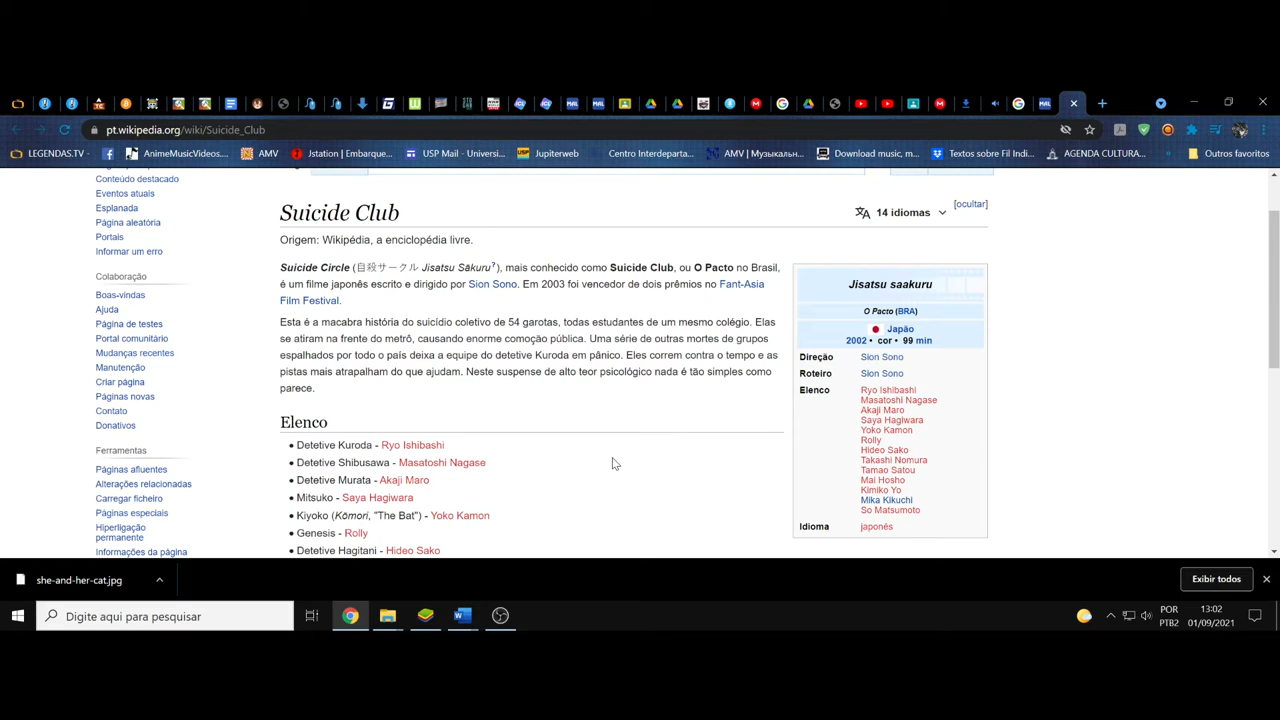 pt.wikipedia.org/wiki/Suicide_Club
LEGENDAS.TV
AnimeMusicVideos....
AMV
Jstation | Embarque...
USP Mail - Universi...
Jupiterweb
Centro Interdeparta...
AMV | Музыкальн...
Download music, m...
Textos sobre Fil Indi...
AGENDA CULTURA...
»
Outros favoritos
Conteúdo destacado
Eventos atuais
Esplanada
Página aleatória
Portais
Informar um erro
Colaboração
Boas-vindas
Ajuda
Página de testes
Portal comunitário
Mudanças recentes
Manutenção
Criar página
Páginas novas
Contato
Donativos
Ferramentas
Páginas afluentes
Alterações relacionadas
Carregar ficheiro
Páginas especiais
Hiperligação
permanente
Informações da página
Suicide Club
14 idiomas
[ocultar]
Origem: Wikipédia, a enciclopédia livre.
Suicide Circle (自殺サークル Jisatsu Sākuru?), mais conhecido como Suicide Club, ou O Pacto no Brasil,
é um filme japonês escrito e dirigido por Sion Sono. Em 2003 foi vencedor de dois prêmios no Fant-Asia
Film Festival.
Esta é a macabra história do suicídio coletivo de 54 garotas, todas estudantes de um mesmo colégio. Elas
se atiram na frente do metrô, causando enorme comoção pública. Uma série de outras mortes de grupos
espalhados por todo o país deixa a equipe do detetive Kuroda em pânico. Eles correm contra o tempo e as
pistas mais atrapalham do que ajudam. Neste suspense de alto teor psicológico nada é tão simples como
parece.
Elenco
• Detetive Kuroda - Ryo Ishibashi
• Detetive Shibusawa - Masatoshi Nagase
• Detetive Murata - Akaji Maro
• Mitsuko - Saya Hagiwara
• Kiyoko (Kōmori, "The Bat") - Yoko Kamon
• Genesis - Rolly
• Detetive Hagitani - Hideo Sako
Jisatsu saakuru
O Pacto (BRA)
Japão
2002 • cor • 99 min
Direção Sion Sono
Roteiro Sion Sono
Elenco Ryo Ishibashi
Masatoshi Nagase
Akaji Maro
Saya Hagiwara
Yoko Kamon
Rolly
Hideo Sako
Takashi Nomura
Tamao Satou
Mai Hosho
Kimiko Yo
Mika Kikuchi
So Matsumoto
Idioma japonês
she-and-her-cat.jpg
Exibir todos
Digite aqui para pesquisar
POR
PTB2
13:02
01/09/2021